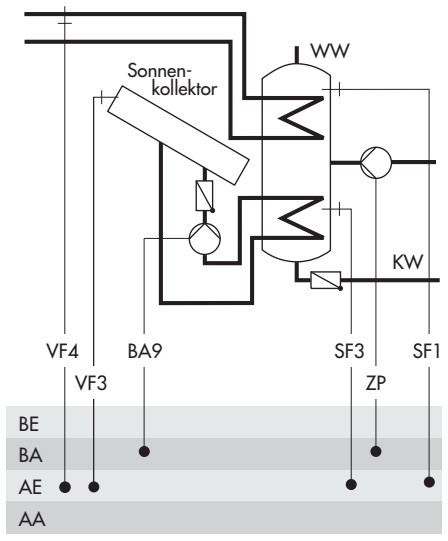 WW
Sonnen-
kollektor
KW
VF4
BA9
SF3
SF1
VF3
ZP
BE
BA
AE
AA